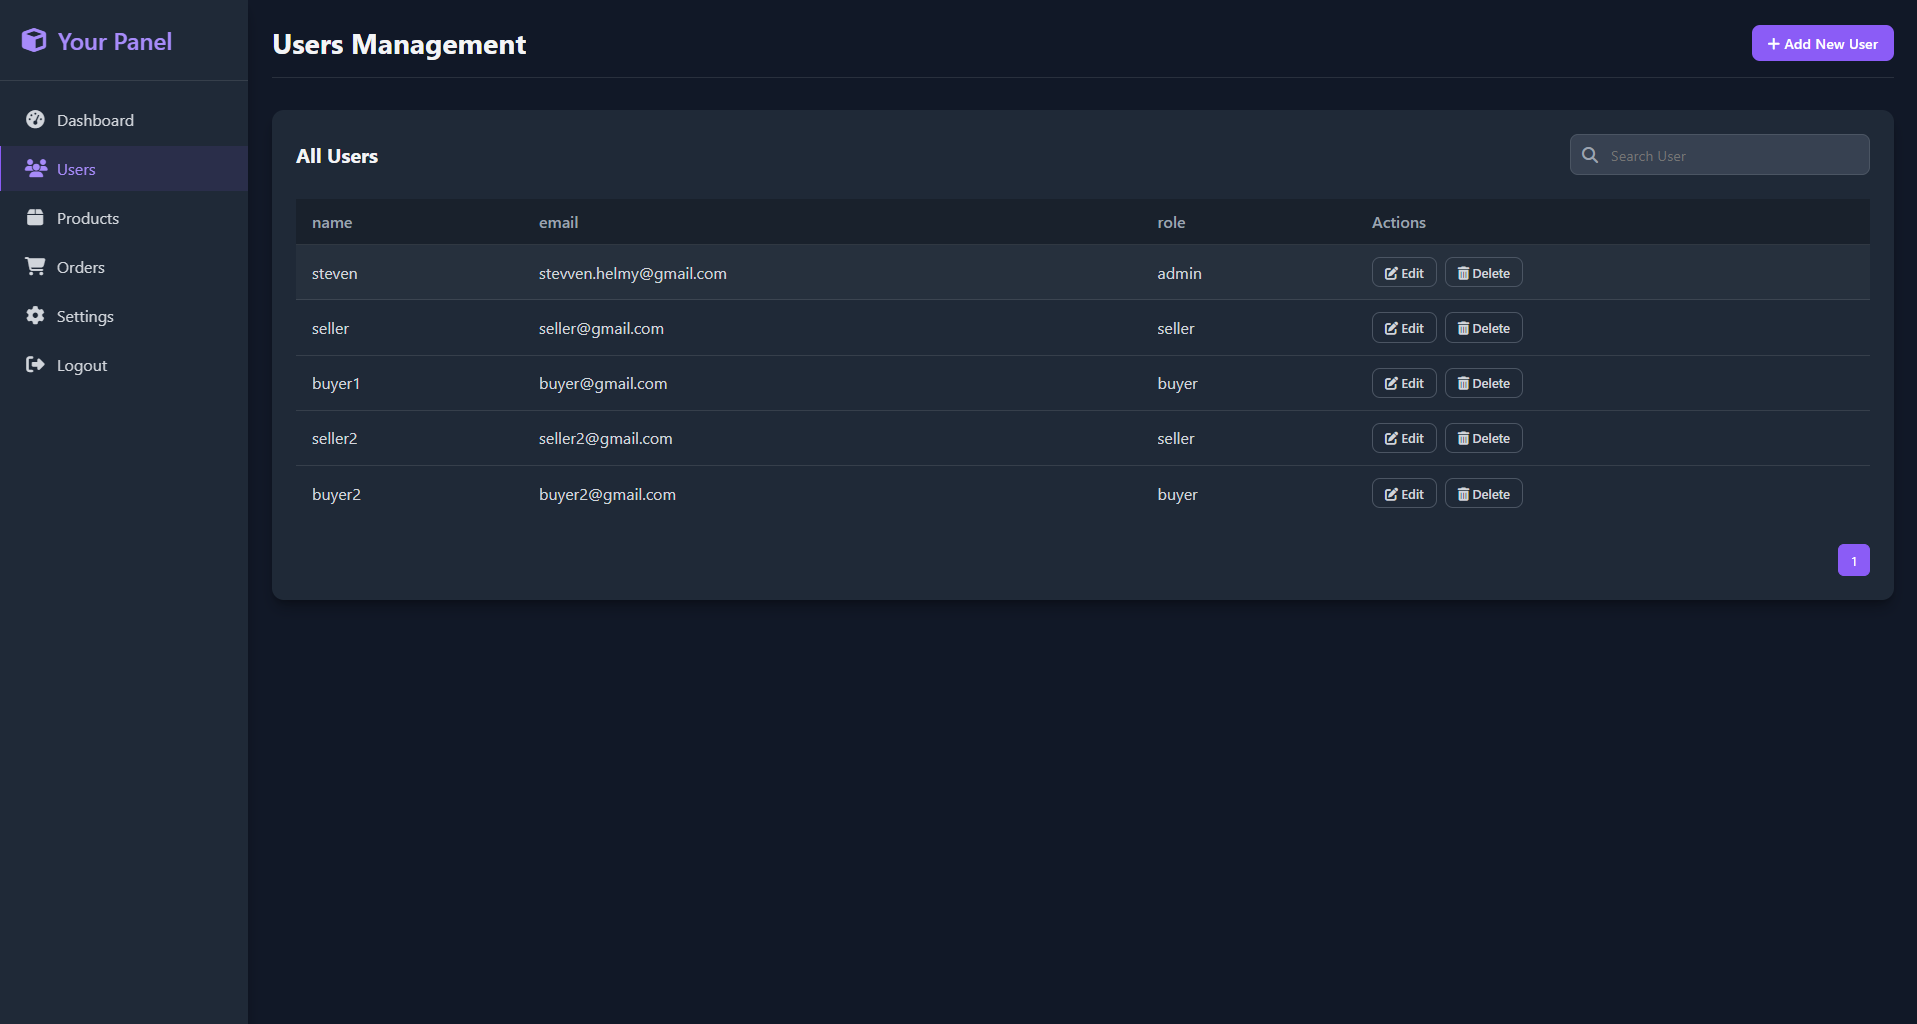 Your Panel
Dashboard
Users
Products
Orders
Settings
Logout
Users Management
Add New User
All Users
Search User
name email role Actions
steven stevven.helmy@gmail.com admin Edit Delete
seller seller@gmail.com seller Edit Delete
buyer1 buyer@gmail.com buyer Edit Delete
seller2 seller2@gmail.com seller Edit Delete
buyer2 buyer2@gmail.com buyer Edit Delete
1